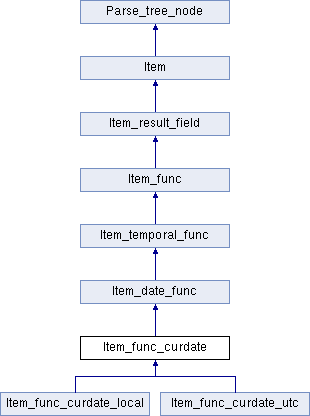 Parse_tree_node
Item
Item_result_field
Item_func
Item_temporal_func
Item_date_func
Item_func_curdate
Item_func_curdate_local
Item_func_curdate_utc